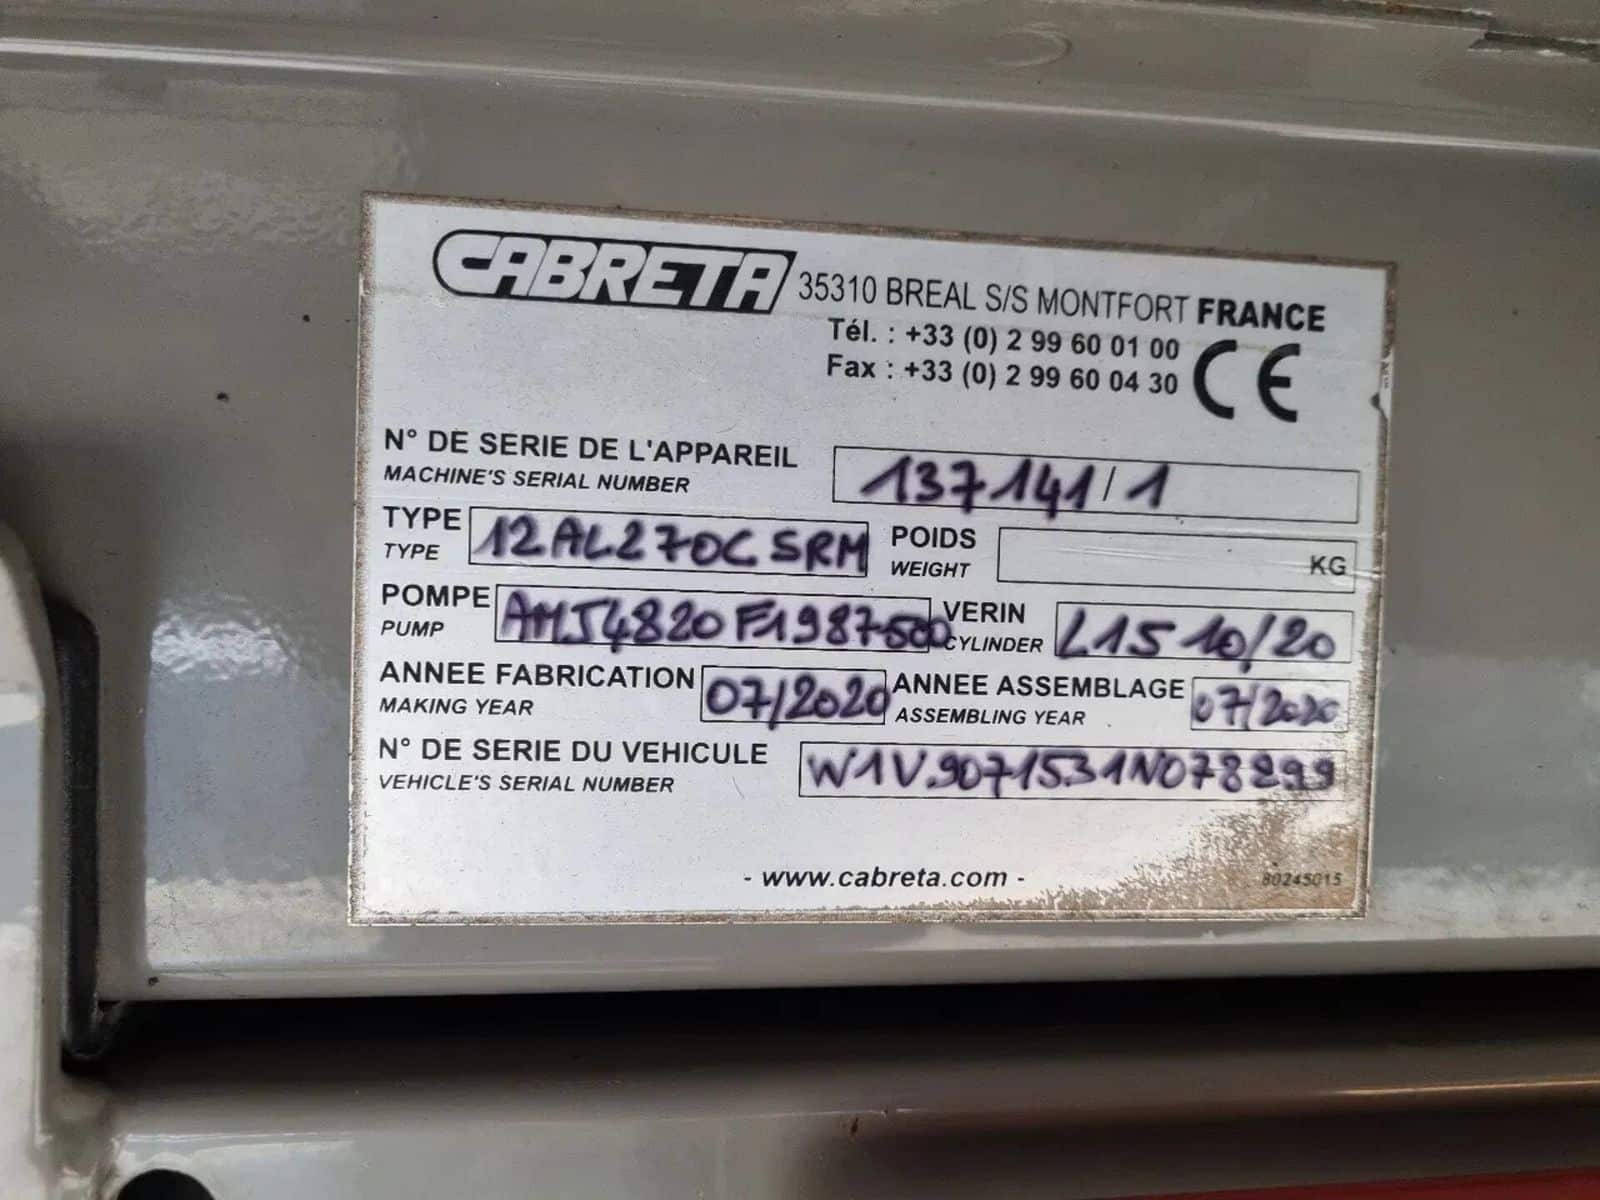 CABRETA 35310 BREAL S/S MONTFORT FRANCE
Tél. : +33 (0) 2 99 60 01 00
Fax : +33 (0) 2 99 60 04 30
CE
N° DE SERIE DE L'APPAREIL 137141/1
MACHINE'S SERIAL NUMBER
TYPE 12AL270C SRM POIDS KG
TYPE WEIGHT
POMPE AMJ4820F1987500 VERIN L15 10/20
PUMP CYLINDER
ANNEE FABRICATION 07/2020 ANNEE ASSEMBLAGE 07/2020
MAKING YEAR ASSEMBLING YEAR
N° DE SERIE DU VEHICULE W1V9071531N078299
VEHICLE'S SERIAL NUMBER
- www.cabreta.com - 80245015